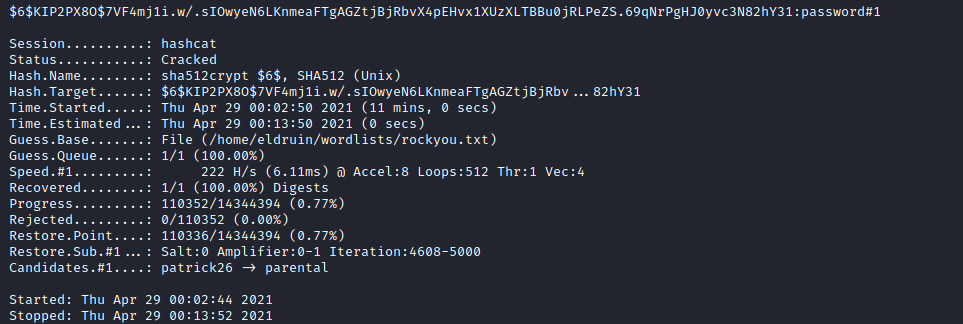 $6$KIP2PX8O$7VF4mj1i.w/.sIOwyeN6LKnmeaFTgAGZtjBjRbvX4pEHvx1XUzXLTBBu0jRLPeZS.69qNrPgHJ0yvc3N82hY31:password#1
Session..........: hashcat
Status...........: Cracked
Hash.Name........: sha512crypt $6$, SHA512 (Unix)
Hash.Target......: $6$KIP2PX8O$7VF4mj1i.w/.sIOwyeN6LKnmeaFTgAGZtjBjRbv...82hY31
Time.Started.....: Thu Apr 29 00:02:50 2021 (11 mins, 0 secs)
Time.Estimated...: Thu Apr 29 00:13:50 2021 (0 secs)
Guess.Base.......: File (/home/eldruin/wordlists/rockyou.txt)
Guess.Queue......: 1/1 (100.00%)
Speed.#1.........:      222 H/s (6.11ms) @ Accel:8 Loops:512 Thr:1 Vec:4
Recovered........: 1/1 (100.00%) Digests
Progress.........: 110352/14344394 (0.77%)
Rejected.........: 0/110352 (0.00%)
Restore.Point....: 110336/14344394 (0.77%)
Restore.Sub.#1...: Salt:0 Amplifier:0-1 Iteration:4608-5000
Candidates.#1....: patrick26 -> parental
Started: Thu Apr 29 00:02:44 2021
Stopped: Thu Apr 29 00:13:52 2021